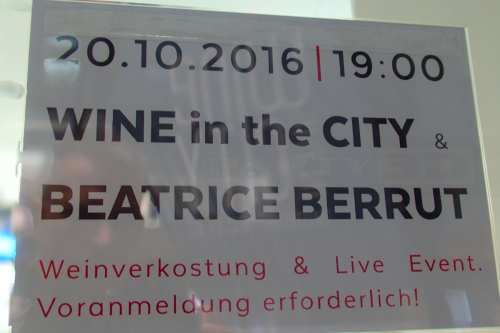 20.10.2016 | 19:00
WINE in the CITY &
BEATRICE BERRUT
Weinverkostung & Live Event.
Voranmeldung erforderlich!